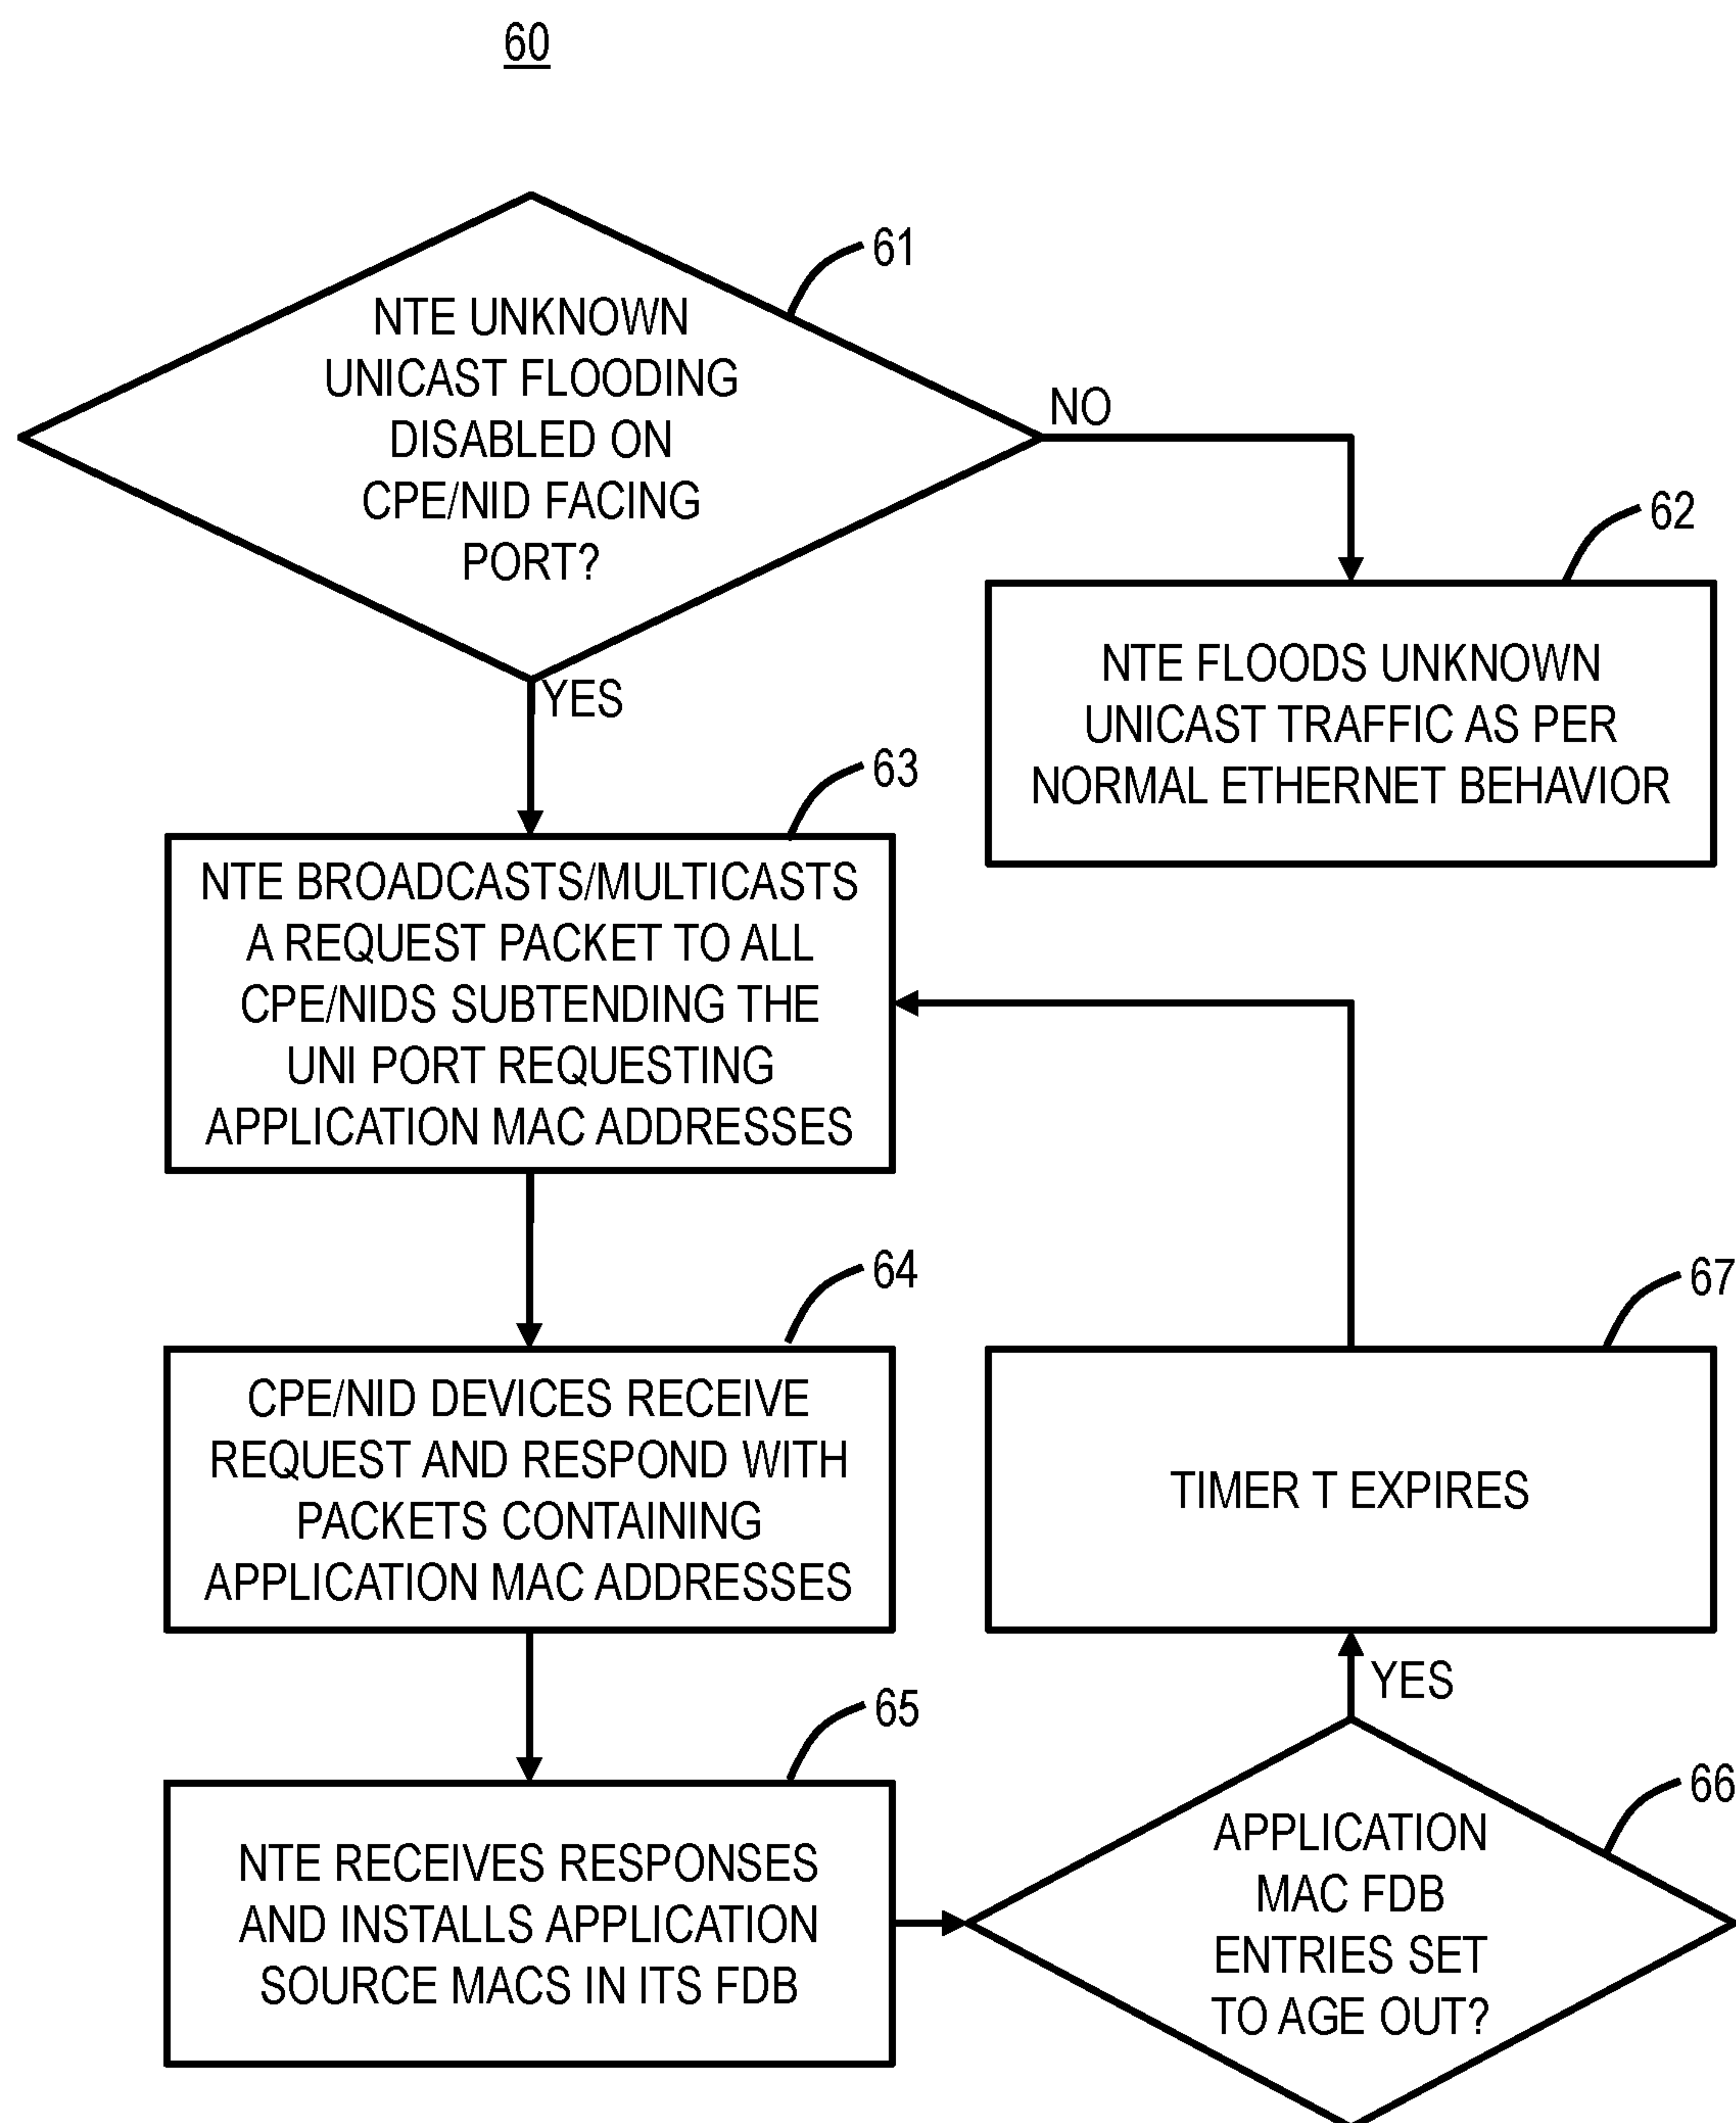 60
61
NTE UNKNOWN
UNICAST FLOODING
DISABLED ON
CPE/NID FACING
PORT?
NO
62
NTE FLOODS UNKNOWN
UNICAST TRAFFIC AS PER
NORMAL ETHERNET BEHAVIOR
YES
63
NTE BROADCASTS/MULTICASTS
A REQUEST PACKET TO ALL
CPE/NIDS SUBTENDING THE
UNI PORT REQUESTING
APPLICATION MAC ADDRESSES
64
CPE/NID DEVICES RECEIVE
REQUEST AND RESPOND WITH
PACKETS CONTAINING
APPLICATION MAC ADDRESSES
67
TIMER T EXPIRES
YES
65
NTE RECEIVES RESPONSES
AND INSTALLS APPLICATION
SOURCE MACS IN ITS FDB
66
APPLICATION
MAC FDB
ENTRIES SET
TO AGE OUT?